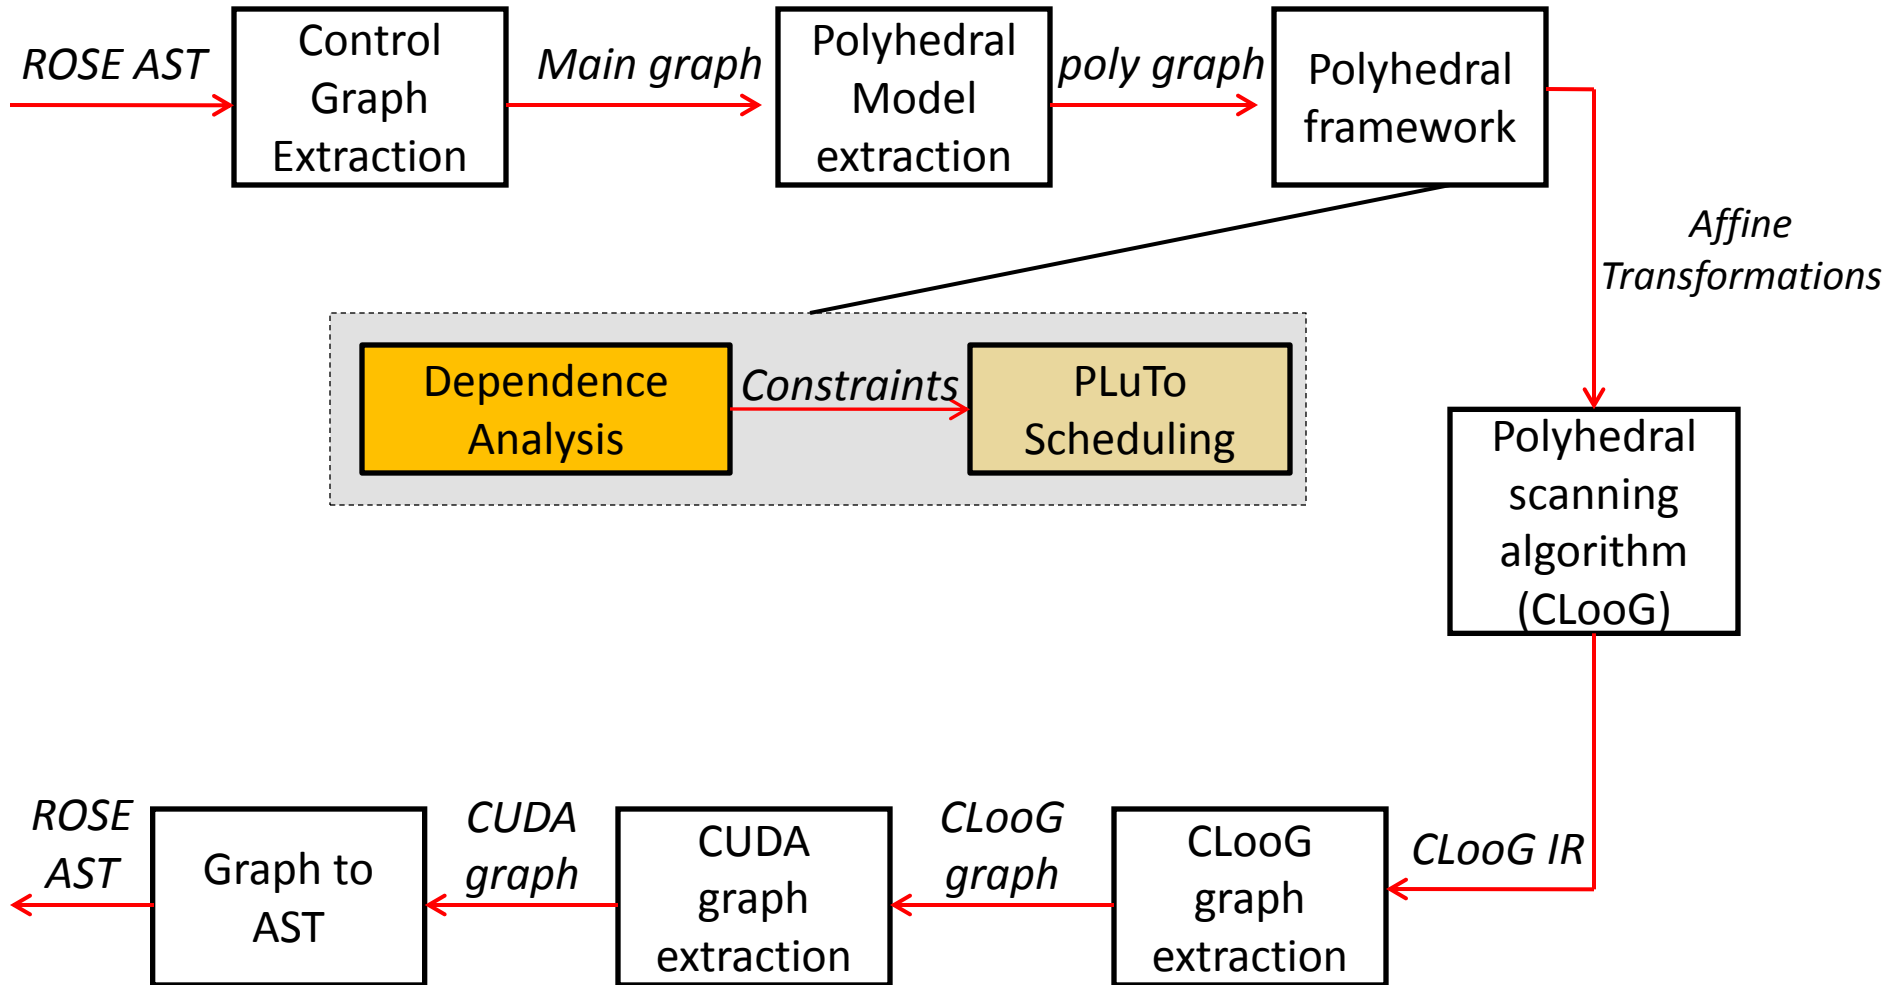 ROSE AST
Control
Graph
Extraction
Main graph
Polyhedral
Model
extraction
poly graph
Polyhedral
framework
Affine
Transformations
Dependence
Analysis
Constraints
PLuTo
Scheduling
Polyhedral
scanning
algorithm
(CLooG)
CLooG IR
CLooG
graph
extraction
CLooG
graph
CUDA
graph
extraction
CUDA
graph
Graph to
AST
ROSE
AST